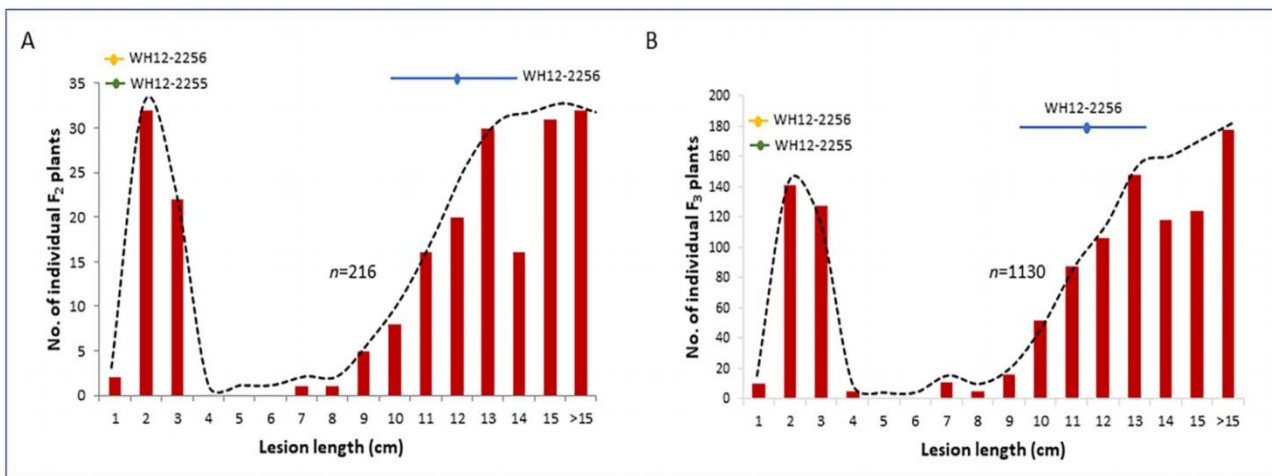 A
WH12-2256
WH12-2255
WH12-2256
35
30
25
20
15
10
5
0
No. of individual F₂ plants
n=216
1 2 3 4 5 6 7 8 9 10 11 12 13 14 15 >15
Lesion length (cm)
B
WH12-2256
WH12-2255
WH12-2256
200
180
160
140
120
100
80
60
40
20
0
No. of individual F₃ plants
n=1130
1 2 3 4 5 6 7 8 9 10 11 12 13 14 15 >15
Lesion length (cm)